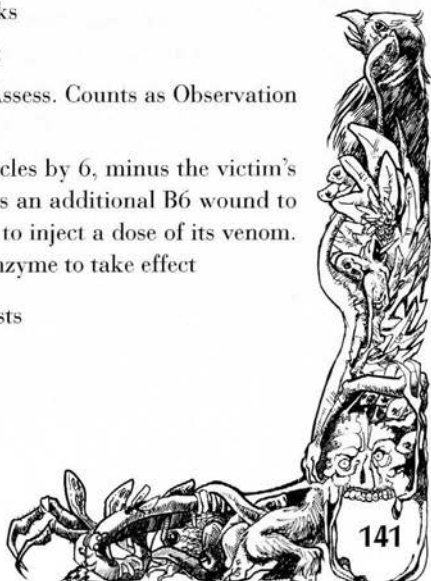 ks
Assess. Counts as Observation
cles by 6, minus the victim's
s an additional B6 wound to
to inject a dose of its venom.
nzyme to take effect
sts
141